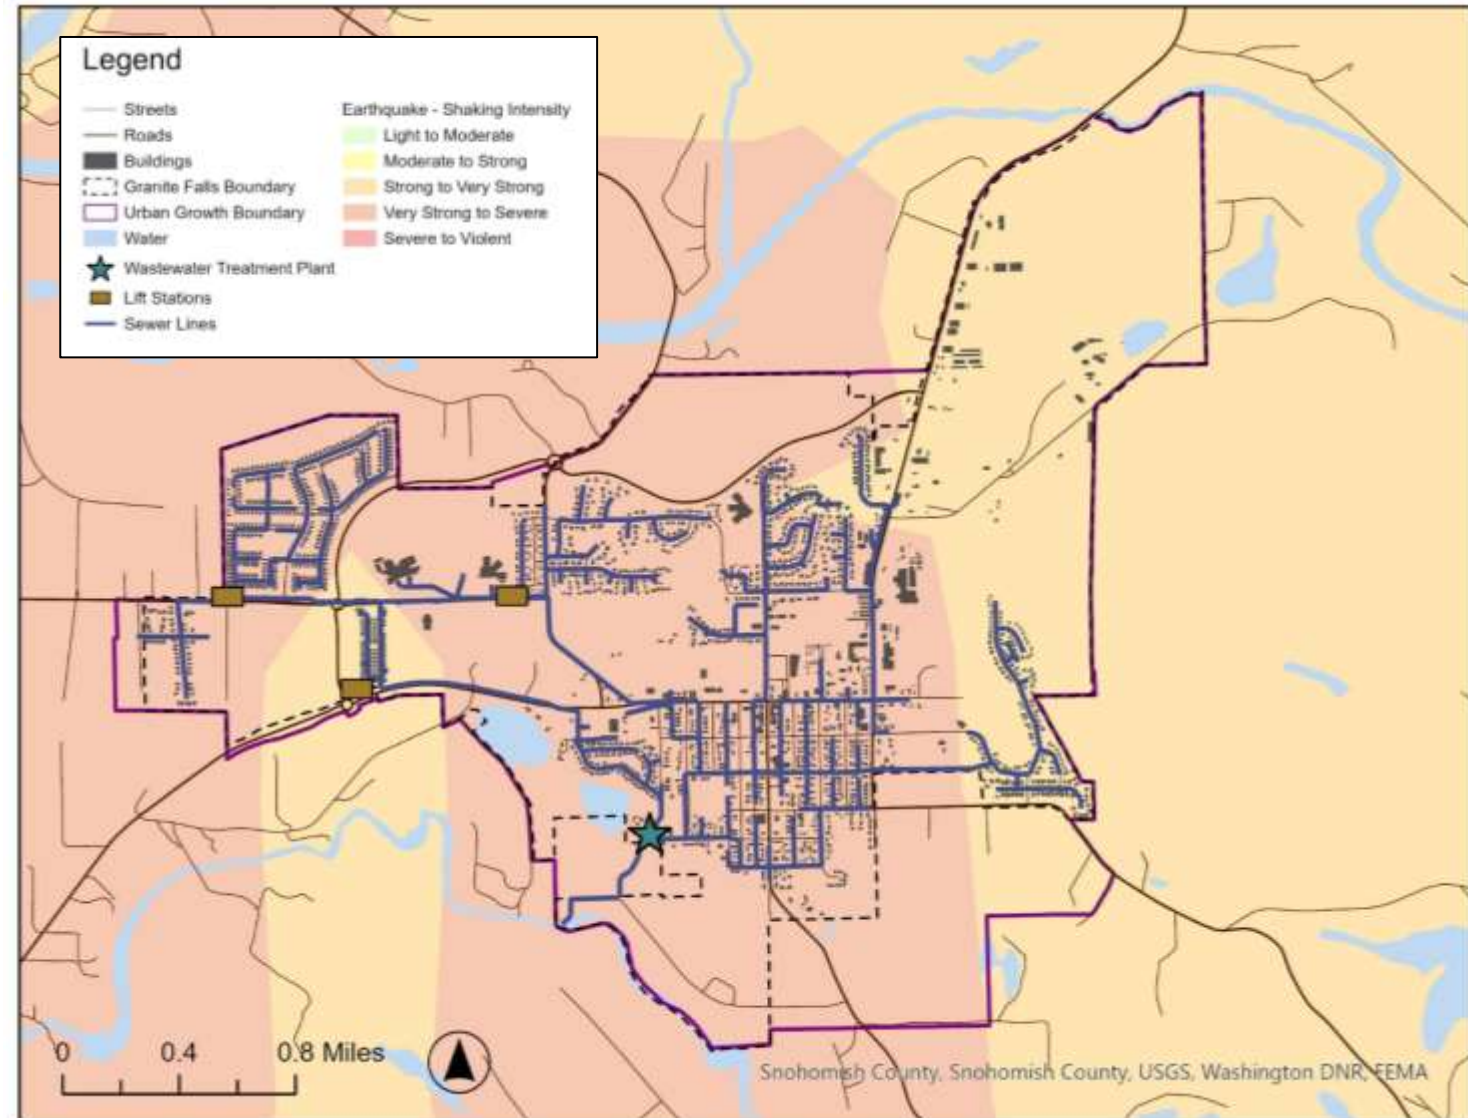 Legend
Streets
Roads
Buildings
Granite Falls Boundary
Urban Growth Boundary
Water
Wastewater Treatment Plant
Lift Stations
Sewer Lines
Earthquake - Shaking Intensity
Light to Moderate
Moderate to Strong
Strong to Very Strong
Very Strong to Severe
Severe to Violent
0 0.4 0.8 Miles
Snohomish County, Snohomish County, USGS, Washington DNR, FEMA